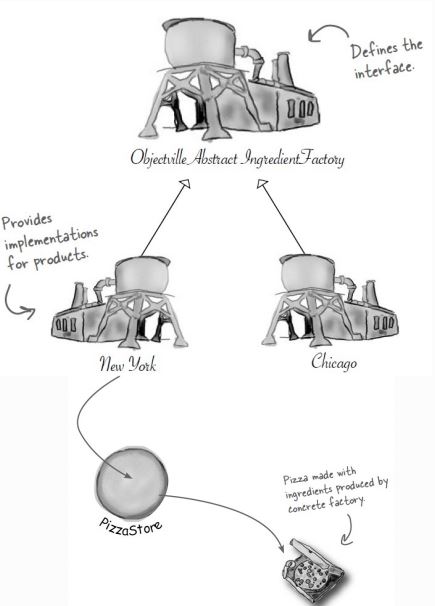 Defines the
interface.
Objectville Abstract IngredientFactory
Provides
implementations
for products.
New York
Chicago
PizzaStore
Pizza made with
ingredients produced by
concrete factory.